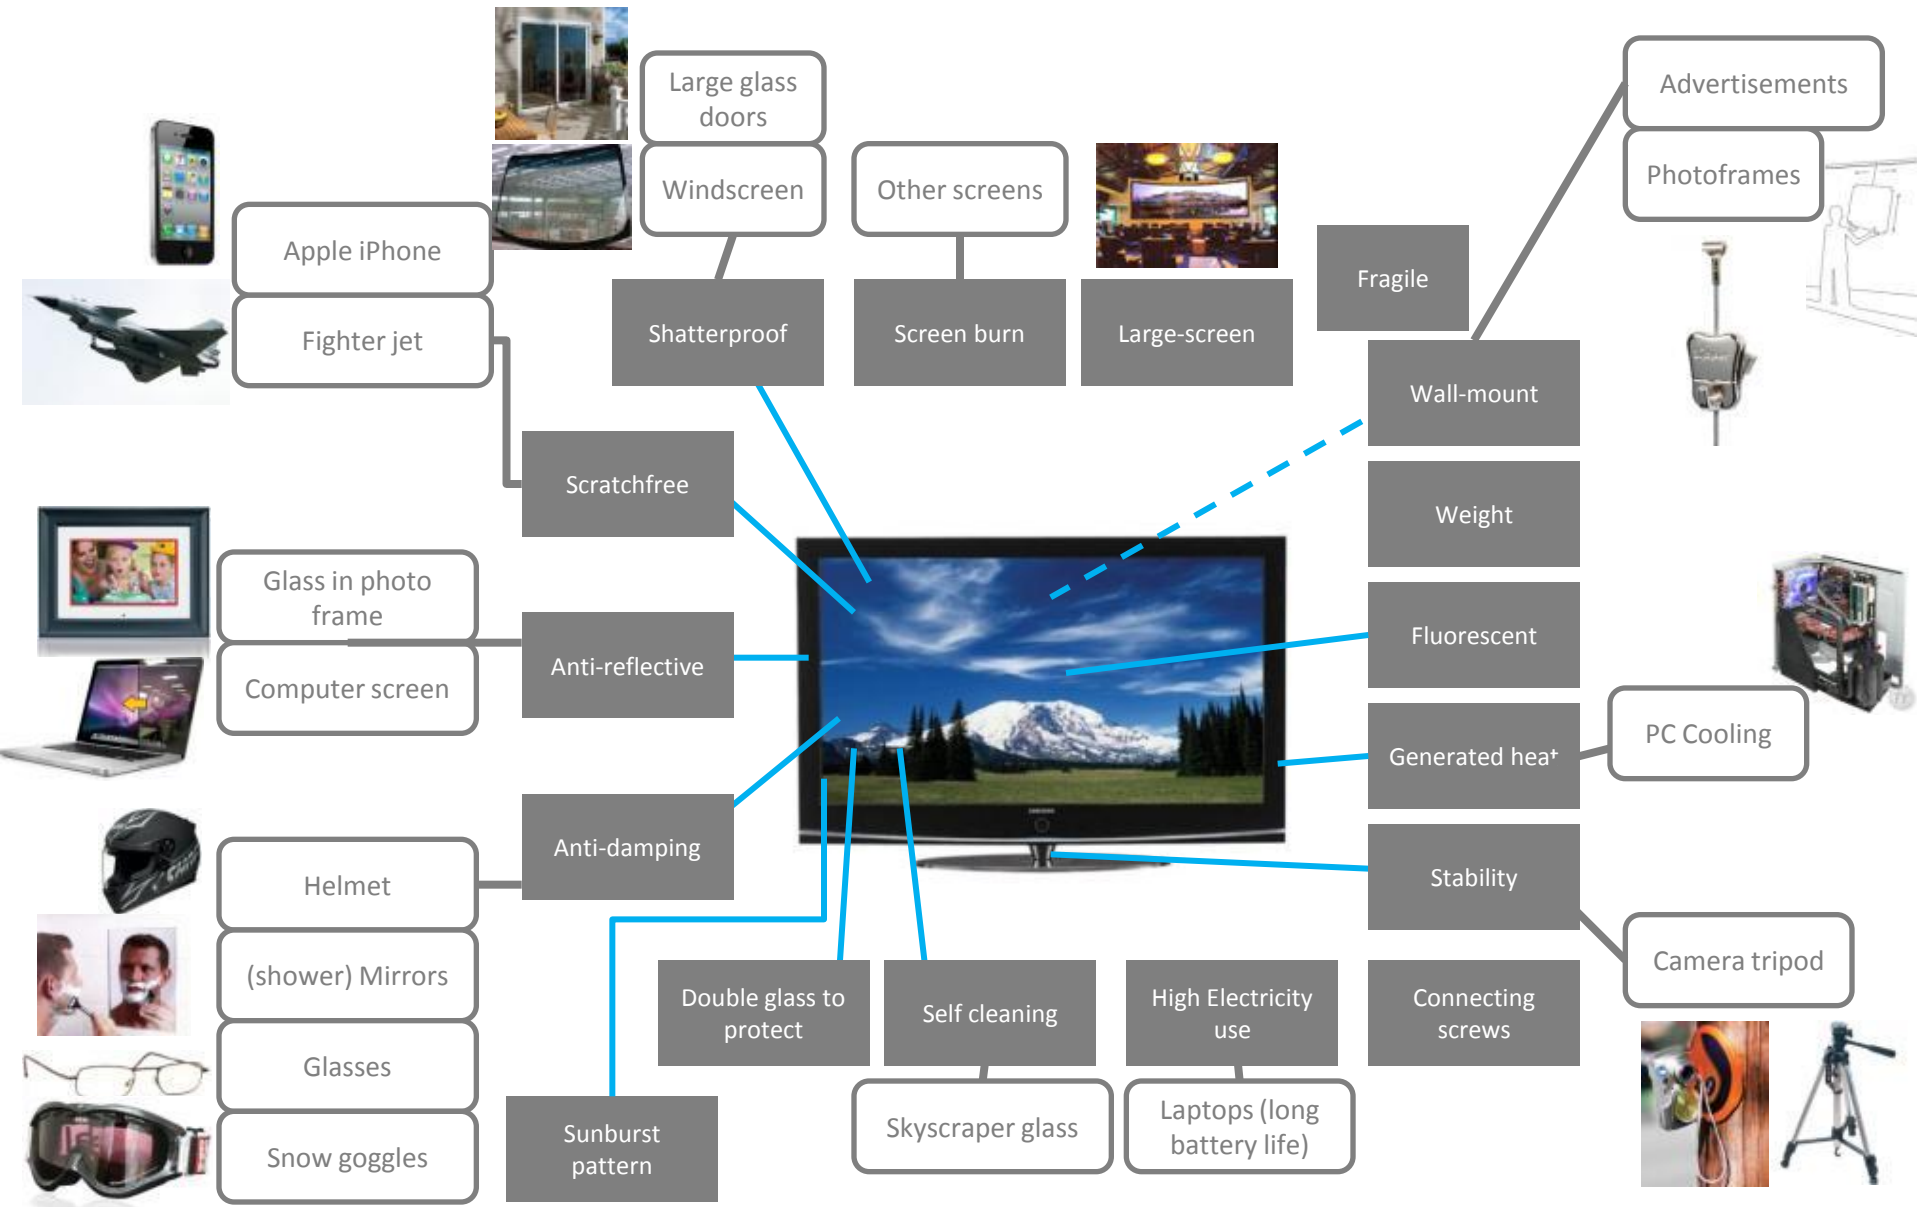 Large glass
doors
Advertisements
Windscreen
Other screens
Photoframes
Apple iPhone
Fragile
Fighter jet
Shatterproof
Screen burn
Large-screen
Wall-mount
Scratchfree
Weight
Glass in photo
frame
Fluorescent
Anti-reflective
Computer screen
PC Cooling
Generated heat
Anti-damping
Stability
Helmet
Camera tripod
(shower) Mirrors
Double glass to
protect
Self cleaning
High Electricity
use
Connecting
screws
Glasses
Skyscraper glass
Laptops (long
battery life)
Sunburst
pattern
Snow goggles